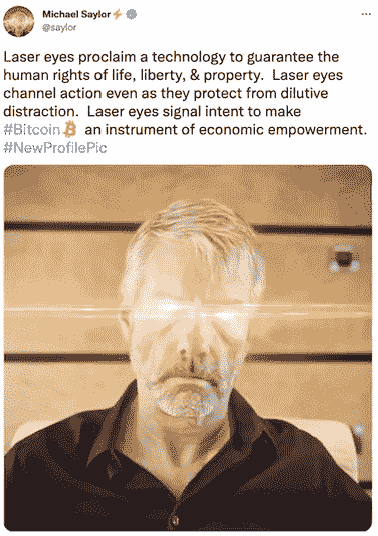 Michael Saylor⚡
@saylor
Laser eyes proclaim a technology to guarantee the
human rights of life, liberty, & property.  Laser eyes
channel action even as they protect from dilutive
distraction.  Laser eyes signal intent to make
#Bitcoin an instrument of economic empowerment.
#NewProfilePic